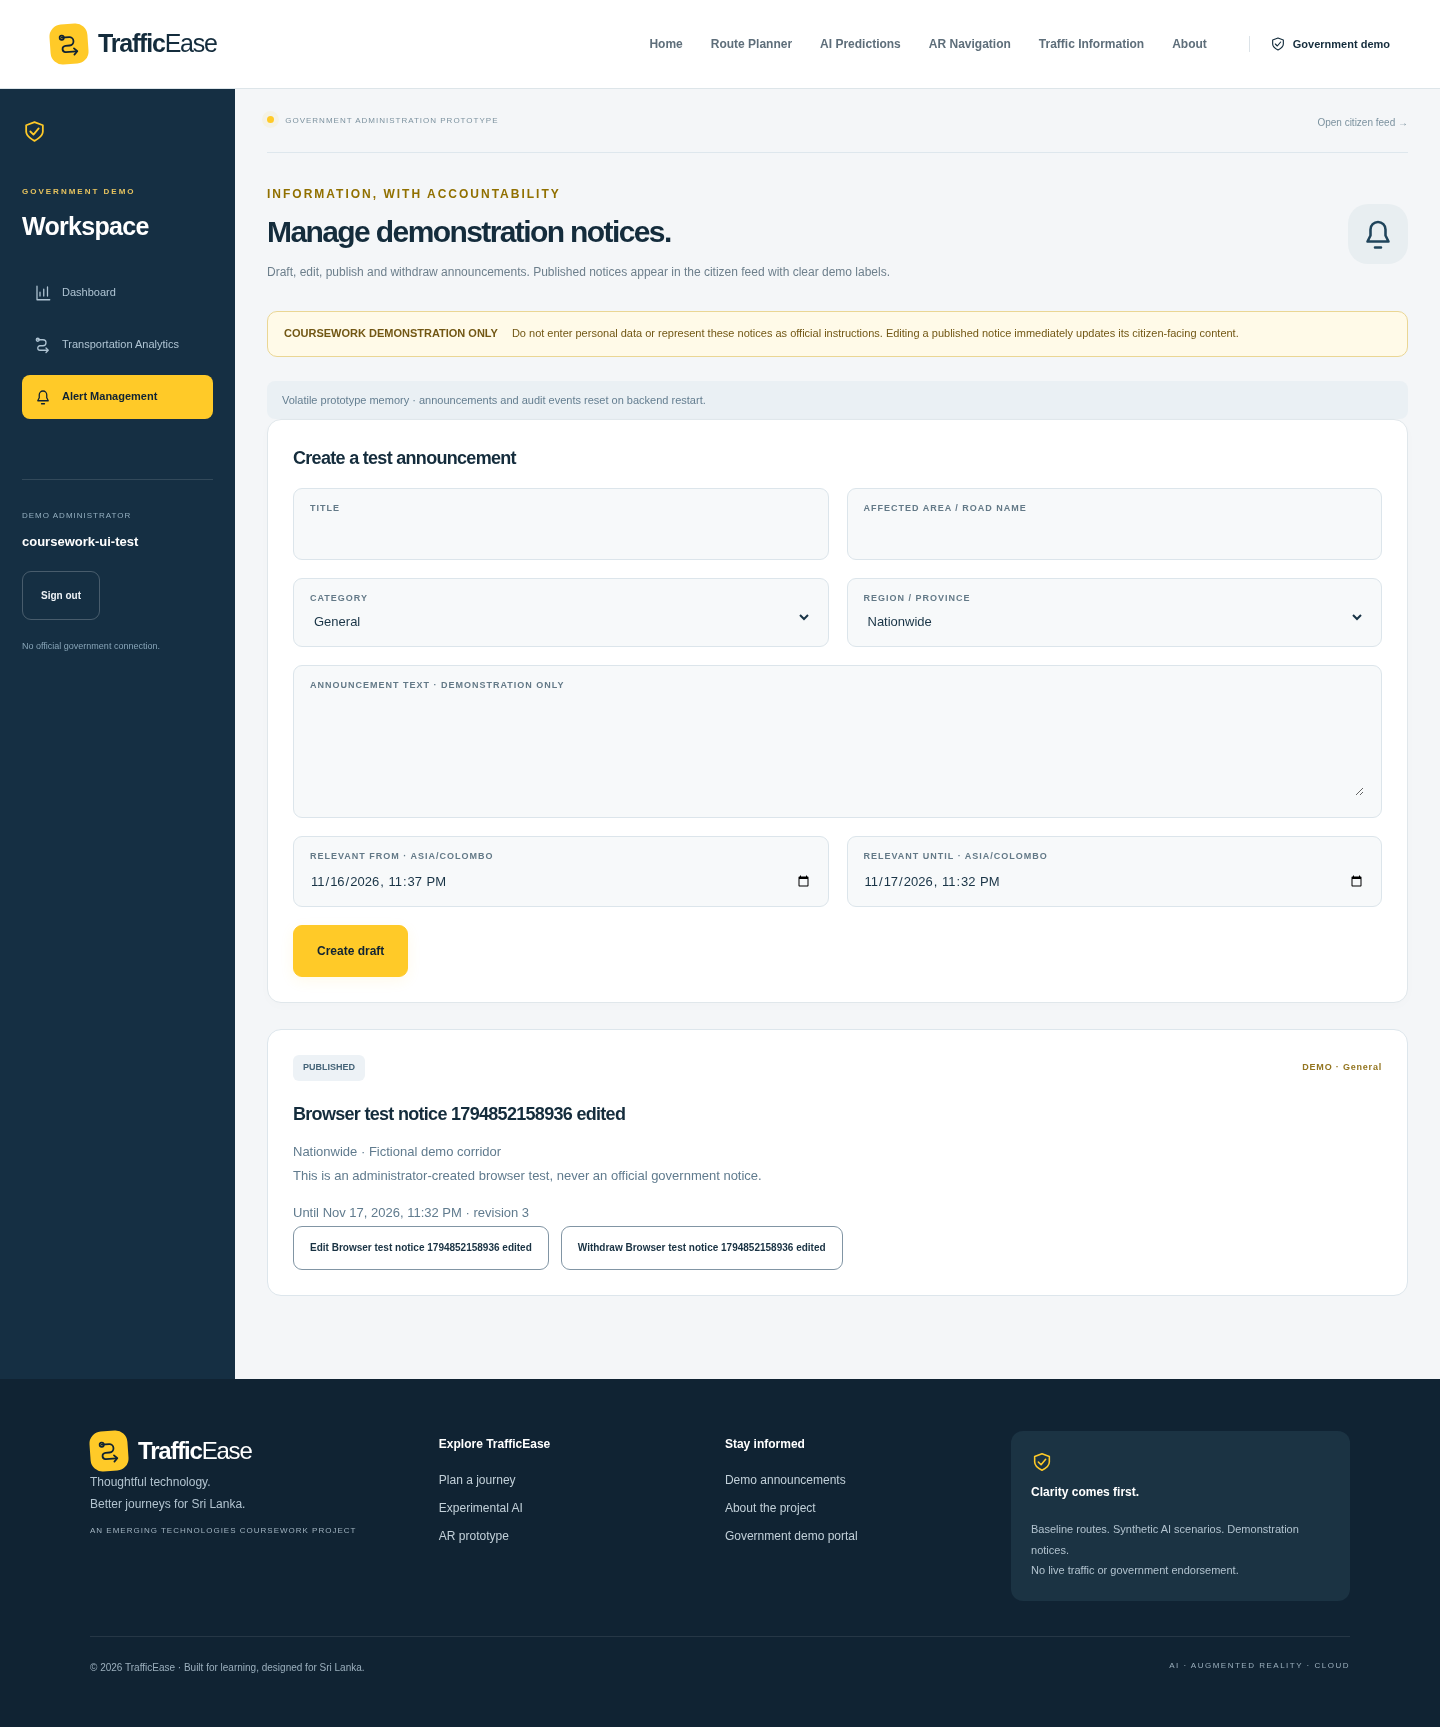 TrafficEase
Home
Route Planner
AI Predictions
AR Navigation
Traffic Information
About
Government demo
GOVERNMENT DEMO
Workspace
Dashboard
Transportation Analytics
Alert Management
DEMO ADMINISTRATOR
coursework-ui-test
Sign out
No official government connection.
GOVERNMENT ADMINISTRATION PROTOTYPE
Open citizen feed →
INFORMATION, WITH ACCOUNTABILITY
Manage demonstration notices.
Draft, edit, publish and withdraw announcements. Published notices appear in the citizen feed with clear demo labels.
COURSEWORK DEMONSTRATION ONLY Do not enter personal data or represent these notices as official instructions. Editing a published notice immediately updates its citizen-facing content.
Volatile prototype memory · announcements and audit events reset on backend restart.
Create a test announcement
TITLE
AFFECTED AREA / ROAD NAME
CATEGORY
General
REGION / PROVINCE
Nationwide
ANNOUNCEMENT TEXT · DEMONSTRATION ONLY
RELEVANT FROM · ASIA/COLOMBO
11/16/2026, 11:37 PM
RELEVANT UNTIL · ASIA/COLOMBO
11/17/2026, 11:32 PM
Create draft
PUBLISHED
DEMO · General
Browser test notice 1794852158936 edited
Nationwide · Fictional demo corridor
This is an administrator-created browser test, never an official government notice.
Until Nov 17, 2026, 11:32 PM · revision 3
Edit Browser test notice 1794852158936 edited
Withdraw Browser test notice 1794852158936 edited
TrafficEase
Thoughtful technology.
Better journeys for Sri Lanka.
AN EMERGING TECHNOLOGIES COURSEWORK PROJECT
Explore TrafficEase
Plan a journey
Experimental AI
AR prototype
Stay informed
Demo announcements
About the project
Government demo portal
Clarity comes first.
Baseline routes. Synthetic AI scenarios. Demonstration
notices.
No live traffic or government endorsement.
© 2026 TrafficEase · Built for learning, designed for Sri Lanka.
AI · AUGMENTED REALITY · CLOUD